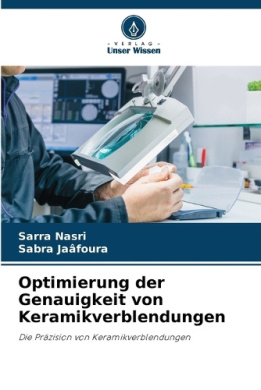 VERLAG
Unser Wissen
Sarra Nasri
Sabra Jaâfoura
Optimierung der
Genauigkeit von
Keramikverblendungen
Die Präzision von Keramikverblendungen